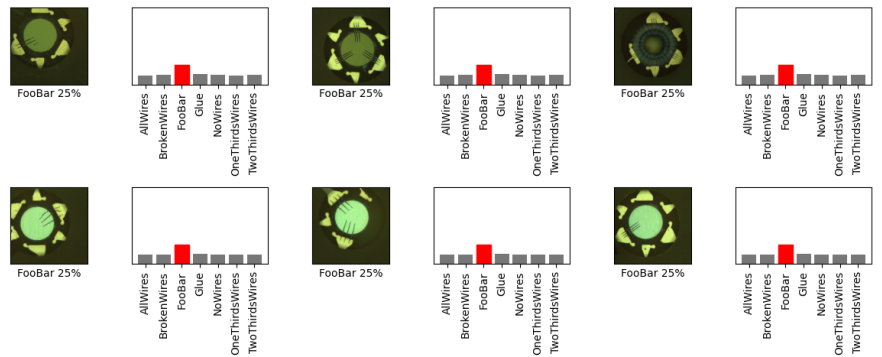 AllWires
BrokenWires
FooBar
Glue
NoWires
OneThirdsWires
TwoThirdsWires
FooBar 25%
AllWires
BrokenWires
FooBar
Glue
NoWires
OneThirdsWires
TwoThirdsWires
FooBar 25%
AllWires
BrokenWires
FooBar
Glue
NoWires
OneThirdsWires
TwoThirdsWires
FooBar 25%
AllWires
BrokenWires
FooBar
Glue
NoWires
OneThirdsWires
TwoThirdsWires
FooBar 25%
AllWires
BrokenWires
FooBar
Glue
NoWires
OneThirdsWires
TwoThirdsWires
FooBar 25%
AllWires
BrokenWires
FooBar
Glue
NoWires
OneThirdsWires
TwoThirdsWires
FooBar 25%